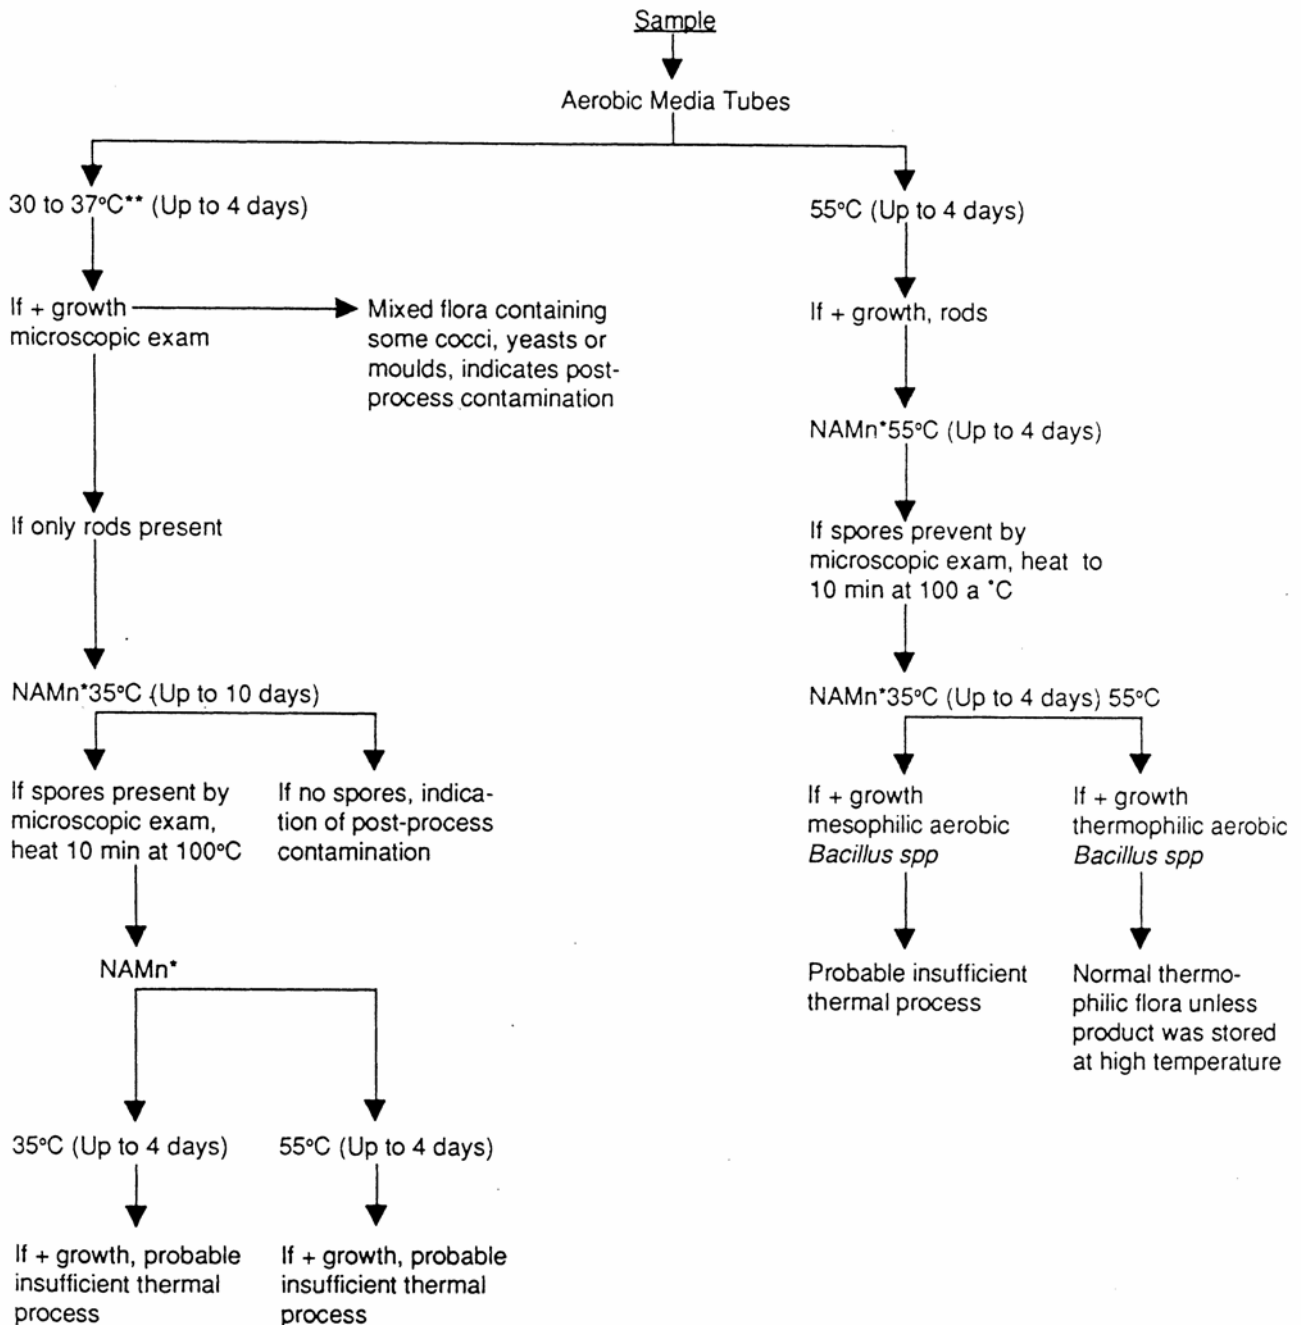 Sample
Aerobic Media Tubes
30 to 37°C** (Up to 4 days)
If + growth
microscopic exam
Mixed flora containing
some cocci, yeasts or
moulds, indicates post-
process contamination
If only rods present
NAMn*35°C (Up to 10 days)
If spores present by
microscopic exam,
heat 10 min at 100°C
If no spores, indica-
tion of post-process
contamination
NAMn*
35°C (Up to 4 days)
55°C (Up to 4 days)
If + growth, probable
insufficient thermal
process
If + growth, probable
insufficient thermal
process
55°C (Up to 4 days)
If + growth, rods
NAMn*55°C (Up to 4 days)
If spores prevent by
microscopic exam, heat to
10 min at 100 a °C
NAMn*35°C (Up to 4 days) 55°C
If + growth
mesophilic aerobic
Bacillus spp
If + growth
thermophilic aerobic
Bacillus spp
Probable insufficient
thermal process
Normal thermo-
philic flora unless
product was stored
at high temperature